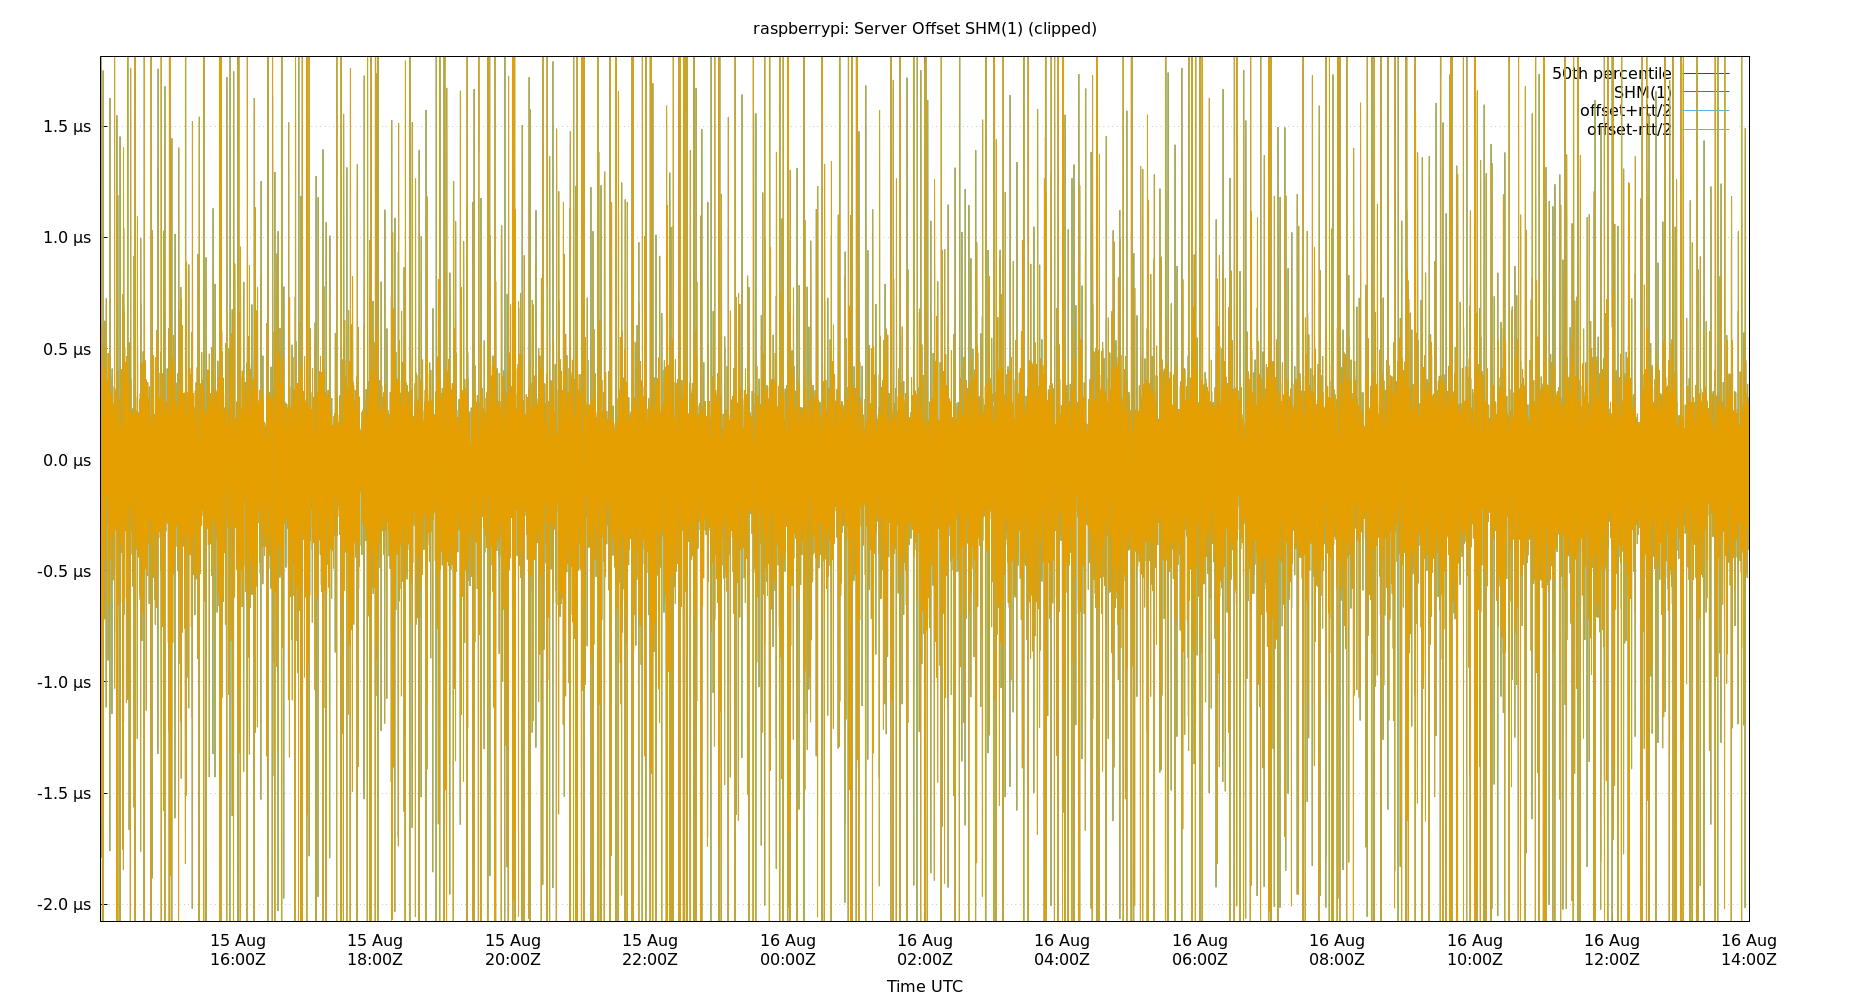 raspberrypi: Server Offset SHM(1) (clipped)
50th percentile
SHM(1)
offset+rtt/2
offset-rtt/2
1.5 µs
1.0 µs
0.5 µs
0.0 µs
-0.5 µs
-1.0 µs
-1.5 µs
-2.0 µs
15 Aug 15 Aug 15 Aug 15 Aug 16 Aug 16 Aug 16 Aug 16 Aug 16 Aug 16 Aug 16 Aug 16 Aug
16:00Z 18:00Z 20:00Z 22:00Z 00:00Z 02:00Z 04:00Z 06:00Z 08:00Z 10:00Z 12:00Z 14:00Z
Time UTC